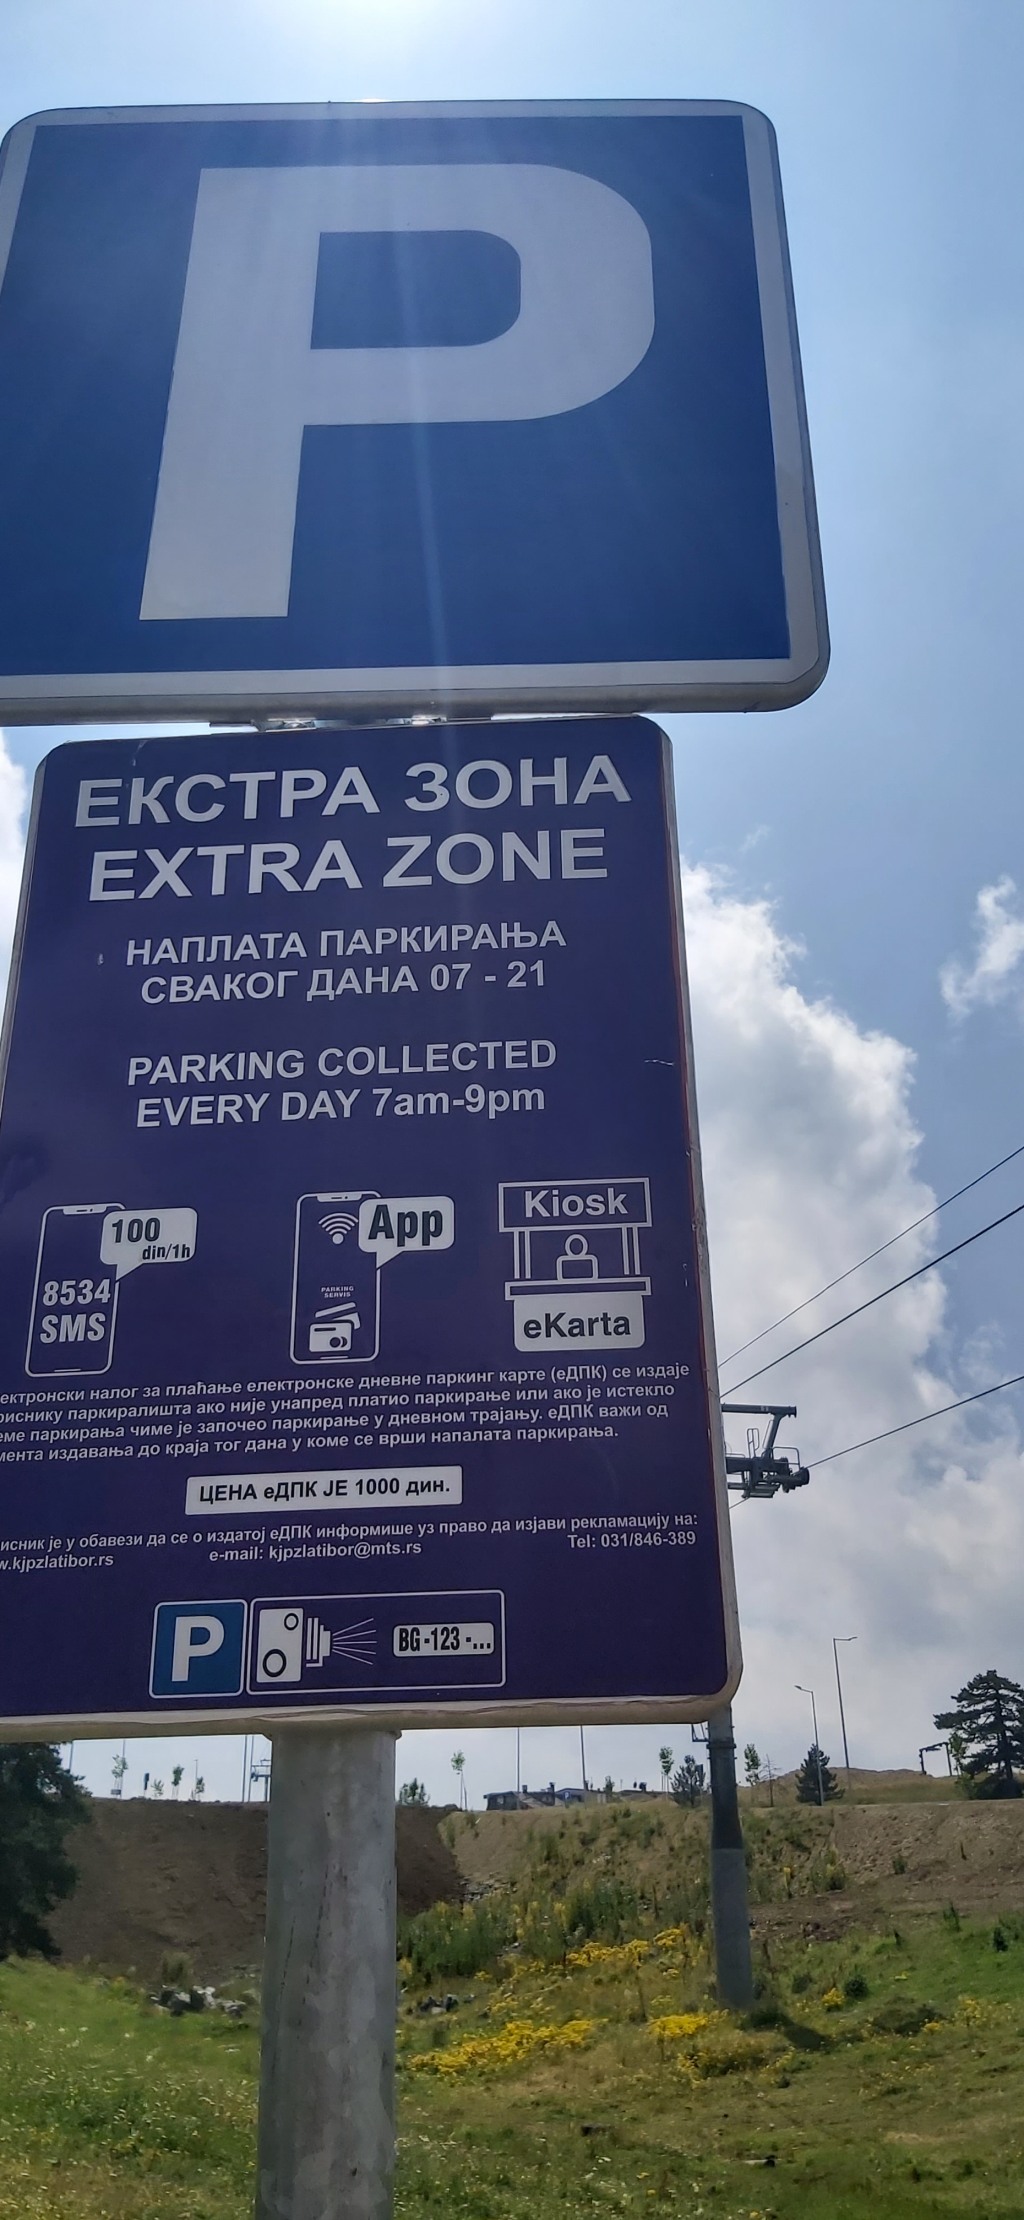 P
ЕКСТРА ЗОНА
EXTRA ZONE
НАПЛАТА ПАРКИРАЊА
СВАКОГ ДАНА 07 - 21
PARKING COLLECTED
EVERY DAY 7am-9pm
100
din/1h
8534
SMS
App
PARKING
SERVIS
Kiosk
eKarta
ектронски налог за плаћање електронске дневне паркинг карте (еДПК) се издаје
риснику паркиралишта ако није унапред платио паркирање или ако је истекло
еме паркирања чиме је започео паркирање у дневном трајању. еДПК важи од
мента издавања до краја тог дана у коме се врши напалата паркирања.
ЦЕНА еДПК ЈЕ 1000 дин.
исник је у обавези да се о издатој еДПК информише уз право да изјави рекламацију на:
w.kjpzlatibor.rs e-mail: kjpzlatibor@mts.rs Tel: 031/846-389
P
BG-123-...